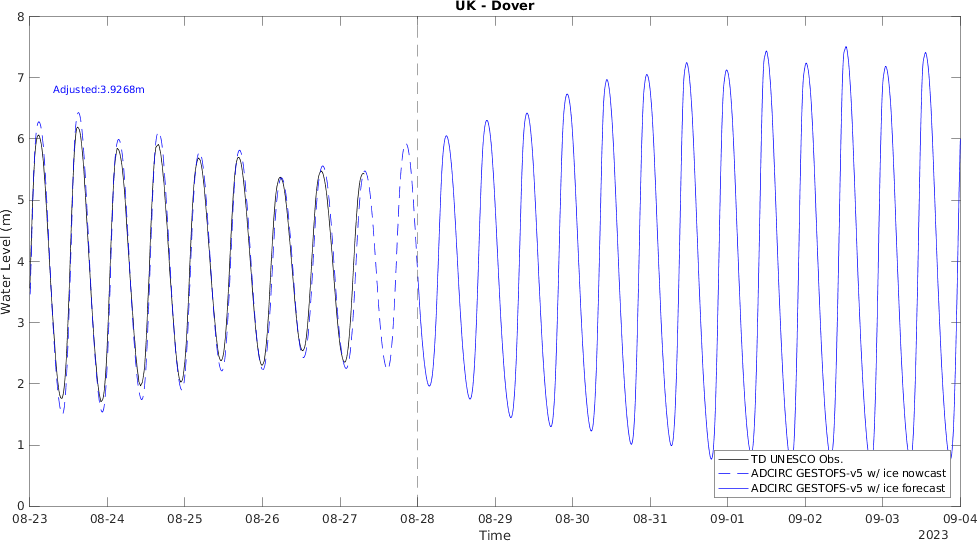 UK - Dover
Adjusted:3.9268m
Water Level (m)
8
7
6
5
4
3
2
1
0
TD UNESCO Obs.
ADCIRC GESTOFS-v5 w/ ice nowcast
ADCIRC GESTOFS-v5 w/ ice forecast
08-23 08-24 08-25 08-26 08-27 08-28 08-29 08-30 08-31 09-01 09-02 09-03 09-04
Time
2023